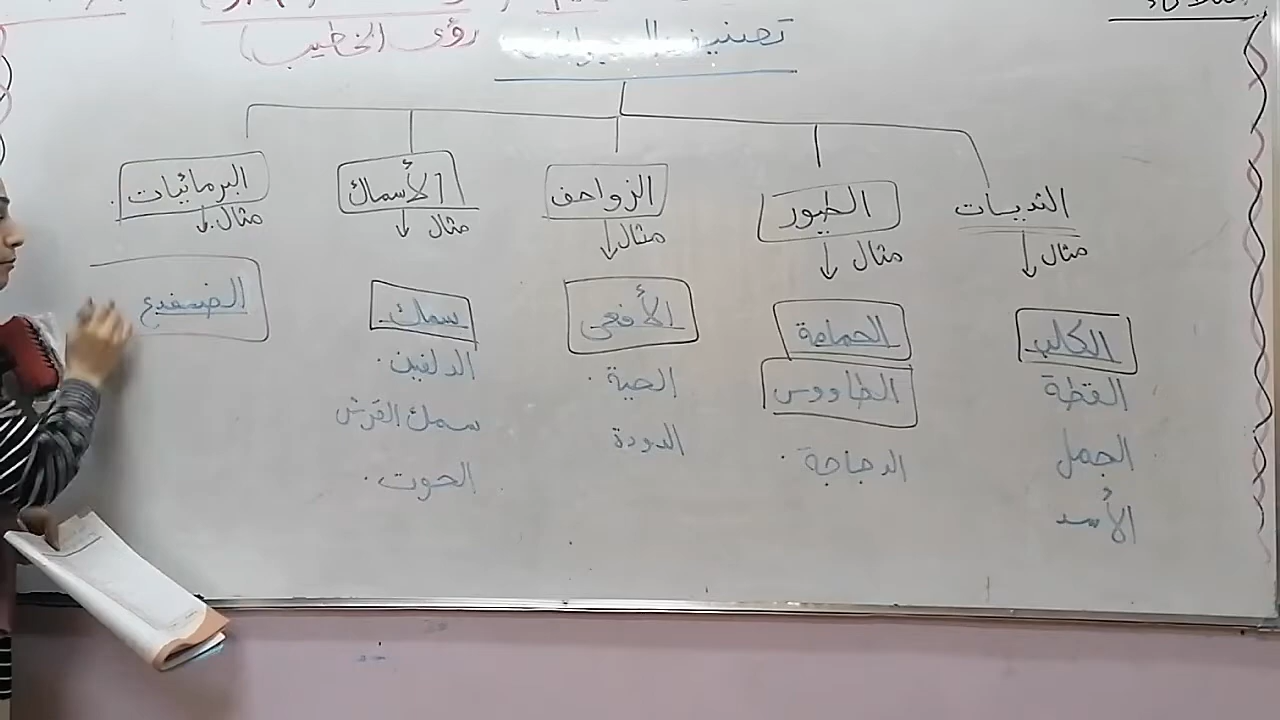 تصنيف الحيوانات (رؤى الخطيب)
الثدييات
مثال
الكلب
القطة
الجمل
الأسد
الطيور
مثال
الحمامة
الطاووس
الدجاجة
الزواحف
مثال
الأفعى
الحية
الدودة
الأسماك
مثال
سمك
الدلفين
سمك القرش
الحوت
البرمائيات
مثال
الضفدع